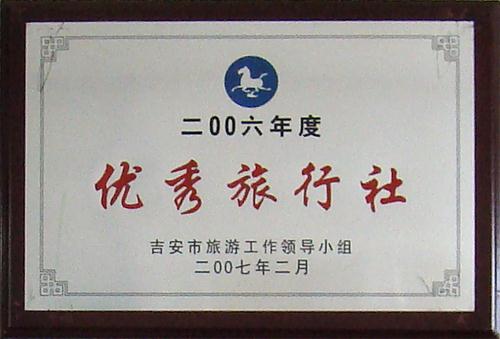 二00六年度
优秀旅行社
吉安市旅游工作领导小组
二00七年二月